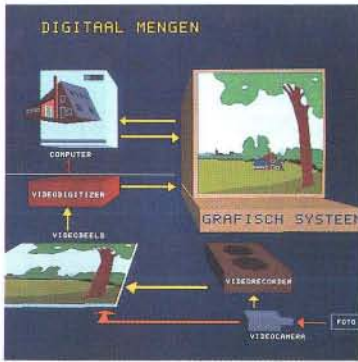 DIGITAAL MENGEN
COMPUTER
VIDEODIGITIZER
GRAFISCH SYSTEEM
VIDEOBEELD
VIDEORECORDER
FOTO
VIDEOCAMERA